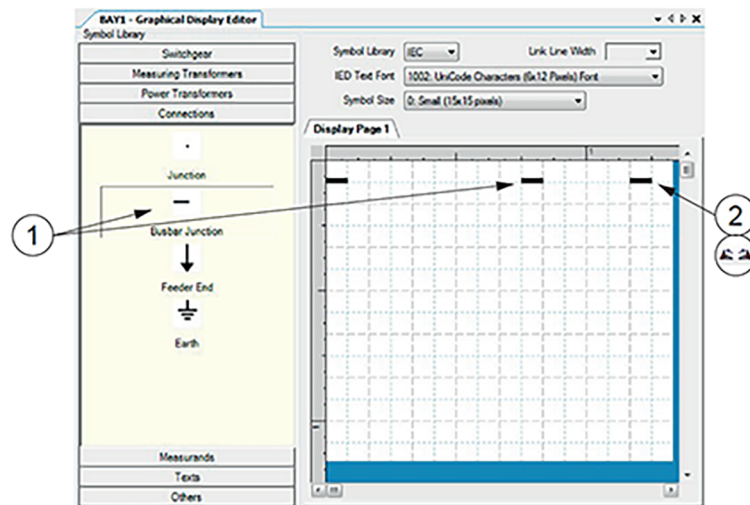 BAY1 - Graphical Display Editor
Symbol Library
Switchgear
Measuring Transformers
Power Transformers
Connections
Junction
Busbar Junction
Feeder End
Earth
Measurands
Texts
Others
Symbol Library IEC Link Line Width
IED Text Font 1002: UniCode Characters (6x12 Pixels) Font
Symbol Size 0: Small (15x15 pixels)
Display Page 1
1
1
1
2